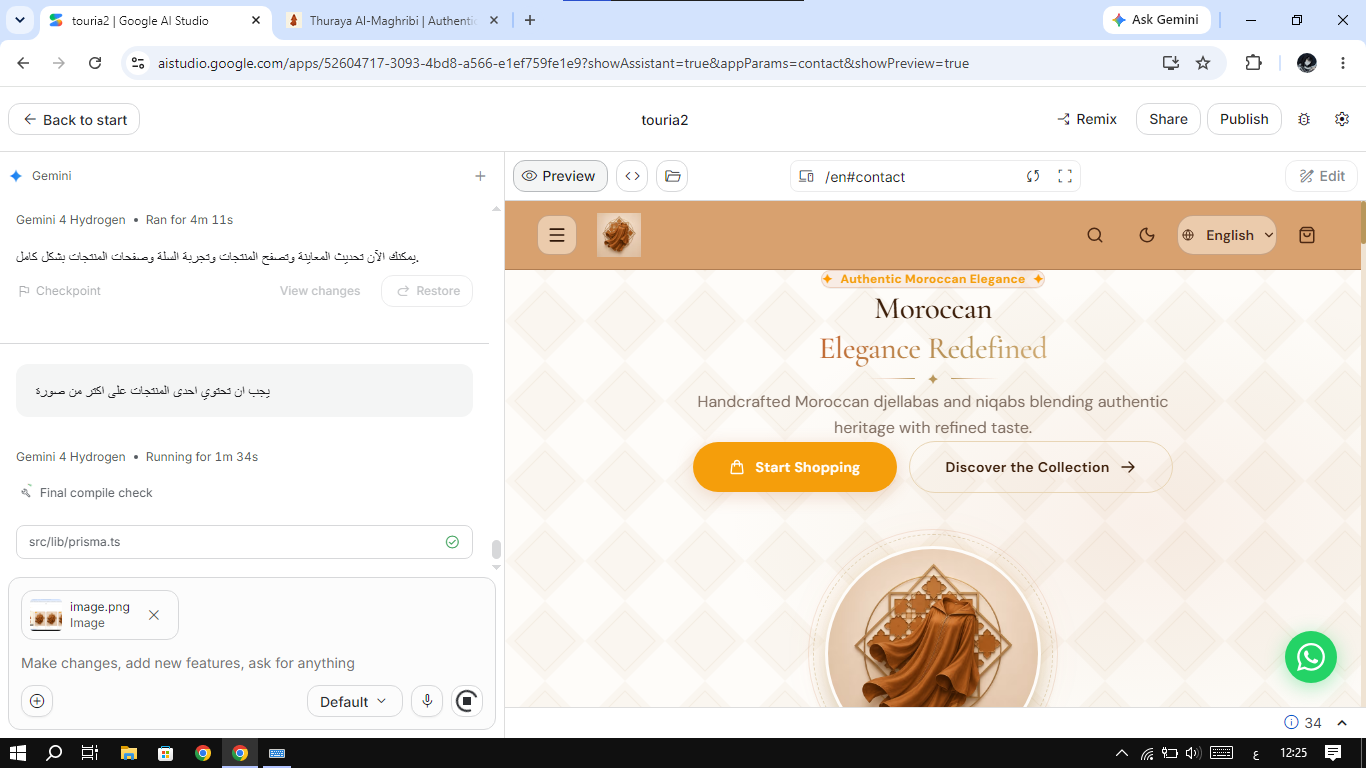 touria2 | Google AI Studio
Thuraya Al-Maghribi | Authentic
Ask Gemini
aistudio.google.com/apps/52604717-3093-4bd8-a566-e1ef759fe1e9?showAssistant=true&appParams=contact&showPreview=true
Back to start
touria2
Remix
Share
Publish
Gemini
Preview
/en#contact
Edit
Gemini 4 Hydrogen • Ran for 4m 11s
يمكنك الآن تحديث المعاينة وتصفح المنتجات وتجربة السلة وصفحات المنتجات بشكل كامل.
Checkpoint
View changes
Restore
يجب ان تحتوي احدى المنتجات على اكثر من صورة
Gemini 4 Hydrogen • Running for 1m 34s
Final compile check
src/lib/prisma.ts
image.png
Image
Make changes, add new features, ask for anything
Default
English
Authentic Moroccan Elegance
Moroccan
Elegance Redefined
Handcrafted Moroccan djellabas and niqabs blending authentic
heritage with refined taste.
Start Shopping
Discover the Collection
34
ع
12:25